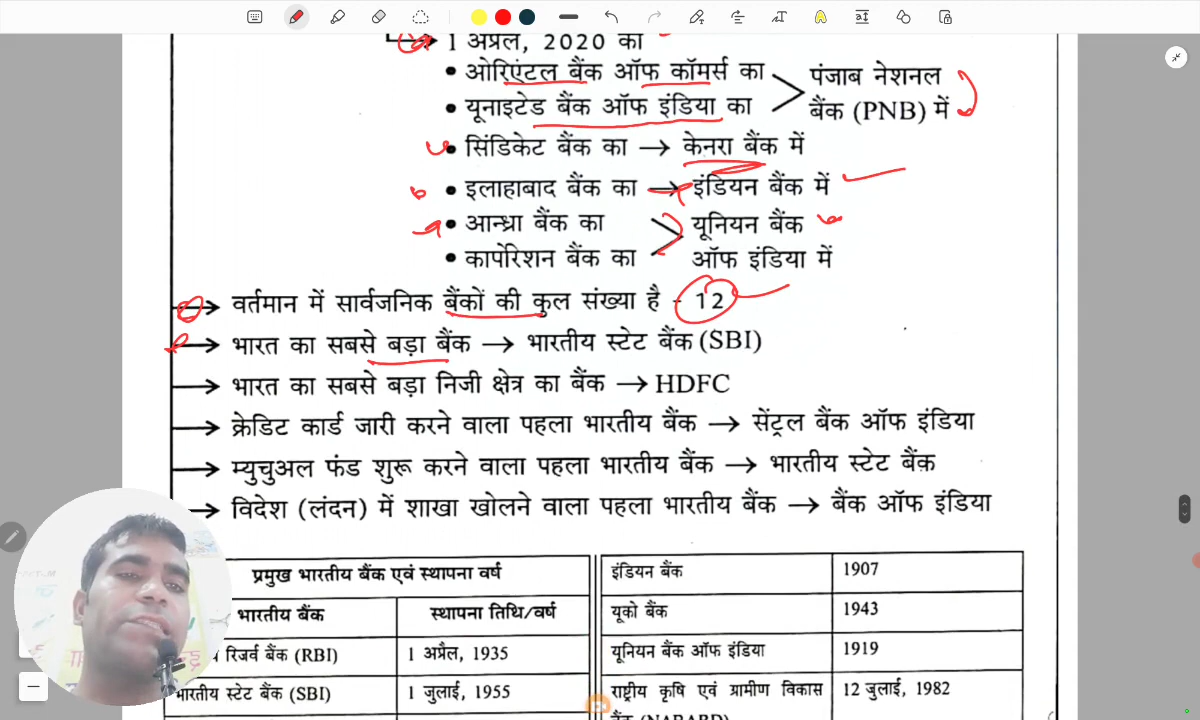 1 अप्रैल, 2020 को
• ओरिएंटल बैंक ऑफ कॉमर्स का
• यूनाइटेड बैंक ऑफ इंडिया का
पंजाब नेशनल
बैंक (PNB) में
• सिंडिकेट बैंक का → केनरा बैंक में
• इलाहाबाद बैंक का → इंडियन बैंक में
• आन्ध्रा बैंक का
• कार्पोरेशन बैंक का
यूनियन बैंक
ऑफ इंडिया में
→ वर्तमान में सार्वजनिक बैंकों की कुल संख्या है - 12
→ भारत का सबसे बड़ा बैंक → भारतीय स्टेट बैंक (SBI)
→ भारत का सबसे बड़ा निजी क्षेत्र का बैंक → HDFC
→ क्रेडिट कार्ड जारी करने वाला पहला भारतीय बैंक → सेंट्रल बैंक ऑफ इंडिया
→ म्युचुअल फंड शुरू करने वाला पहला भारतीय बैंक → भारतीय स्टेट बैंक
→ विदेश (लंदन) में शाखा खोलने वाला पहला भारतीय बैंक → बैंक ऑफ इंडिया
प्रमुख भारतीय बैंक एवं स्थापना वर्ष
भारतीय बैंक स्थापना तिथि/वर्ष
रिजर्व बैंक (RBI) 1 अप्रैल, 1935
भारतीय स्टेट बैंक (SBI) 1 जुलाई, 1955
इंडियन बैंक 1907
यूको बैंक 1943
यूनियन बैंक ऑफ इंडिया 1919
राष्ट्रीय कृषि एवं ग्रामीण विकास 12 जुलाई, 1982
बैंक (NABARD)